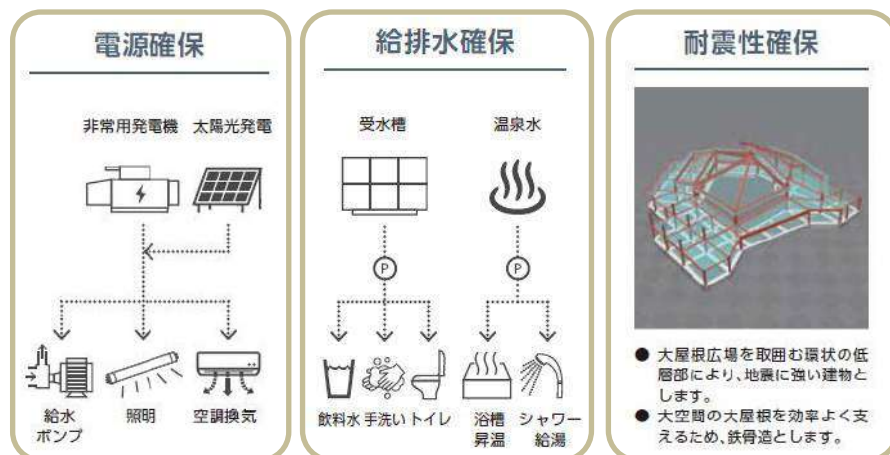 電源確保
非常用発電機 太陽光発電
給水
ポンプ
照明
空調換気
給排水確保
受水槽
温泉水
P
P
飲料水 手洗い トイレ
浴槽
昇温
シャワー
給湯
耐震性確保
● 大屋根広場を取囲む環状の低
層部により、地震に強い建物と
します。
● 大空間の大屋根を効率よく支
えるため、鉄骨造とします。